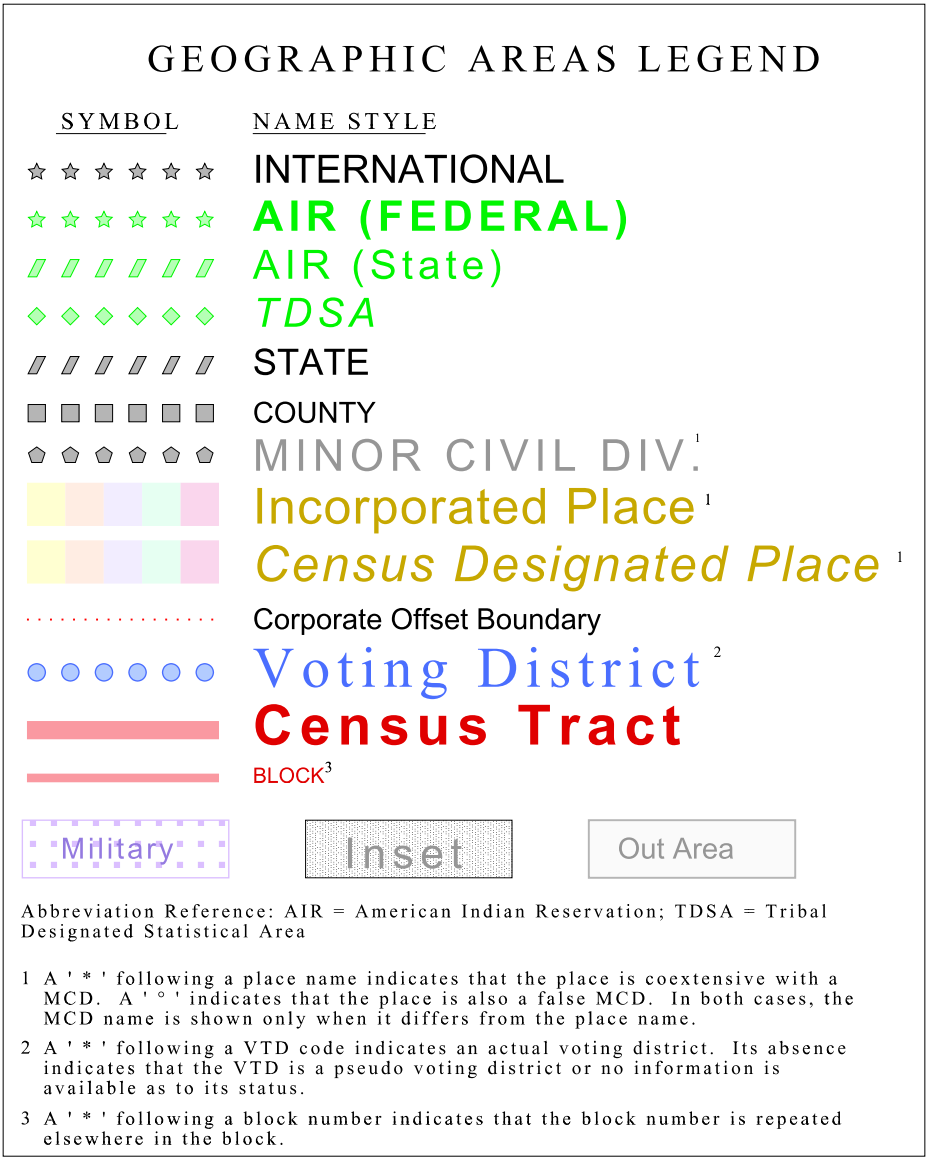 GEOGRAPHIC AREAS LEGEND
SYMBOL NAME STYLE
INTERNATIONAL
AIR (FEDERAL)
AIR (State)
TDSA
STATE
COUNTY
MINOR CIVIL DIV. 1
Incorporated Place 1
Census Designated Place 1
Corporate Offset Boundary
Voting District 2
Census Tract
BLOCK 3
Military Inset Out Area
Abbreviation Reference: AIR = American Indian Reservation; TDSA = Tribal
Designated Statistical Area
1 A ' * ' following a place name indicates that the place is coextensive with a
MCD. A ' ° ' indicates that the place is also a false MCD. In both cases, the
MCD name is shown only when it differs from the place name.
2 A ' * ' following a VTD code indicates an actual voting district. Its absence
indicates that the VTD is a pseudo voting district or no information is
available as to its status.
3 A ' * ' following a block number indicates that the block number is repeated
elsewhere in the block.